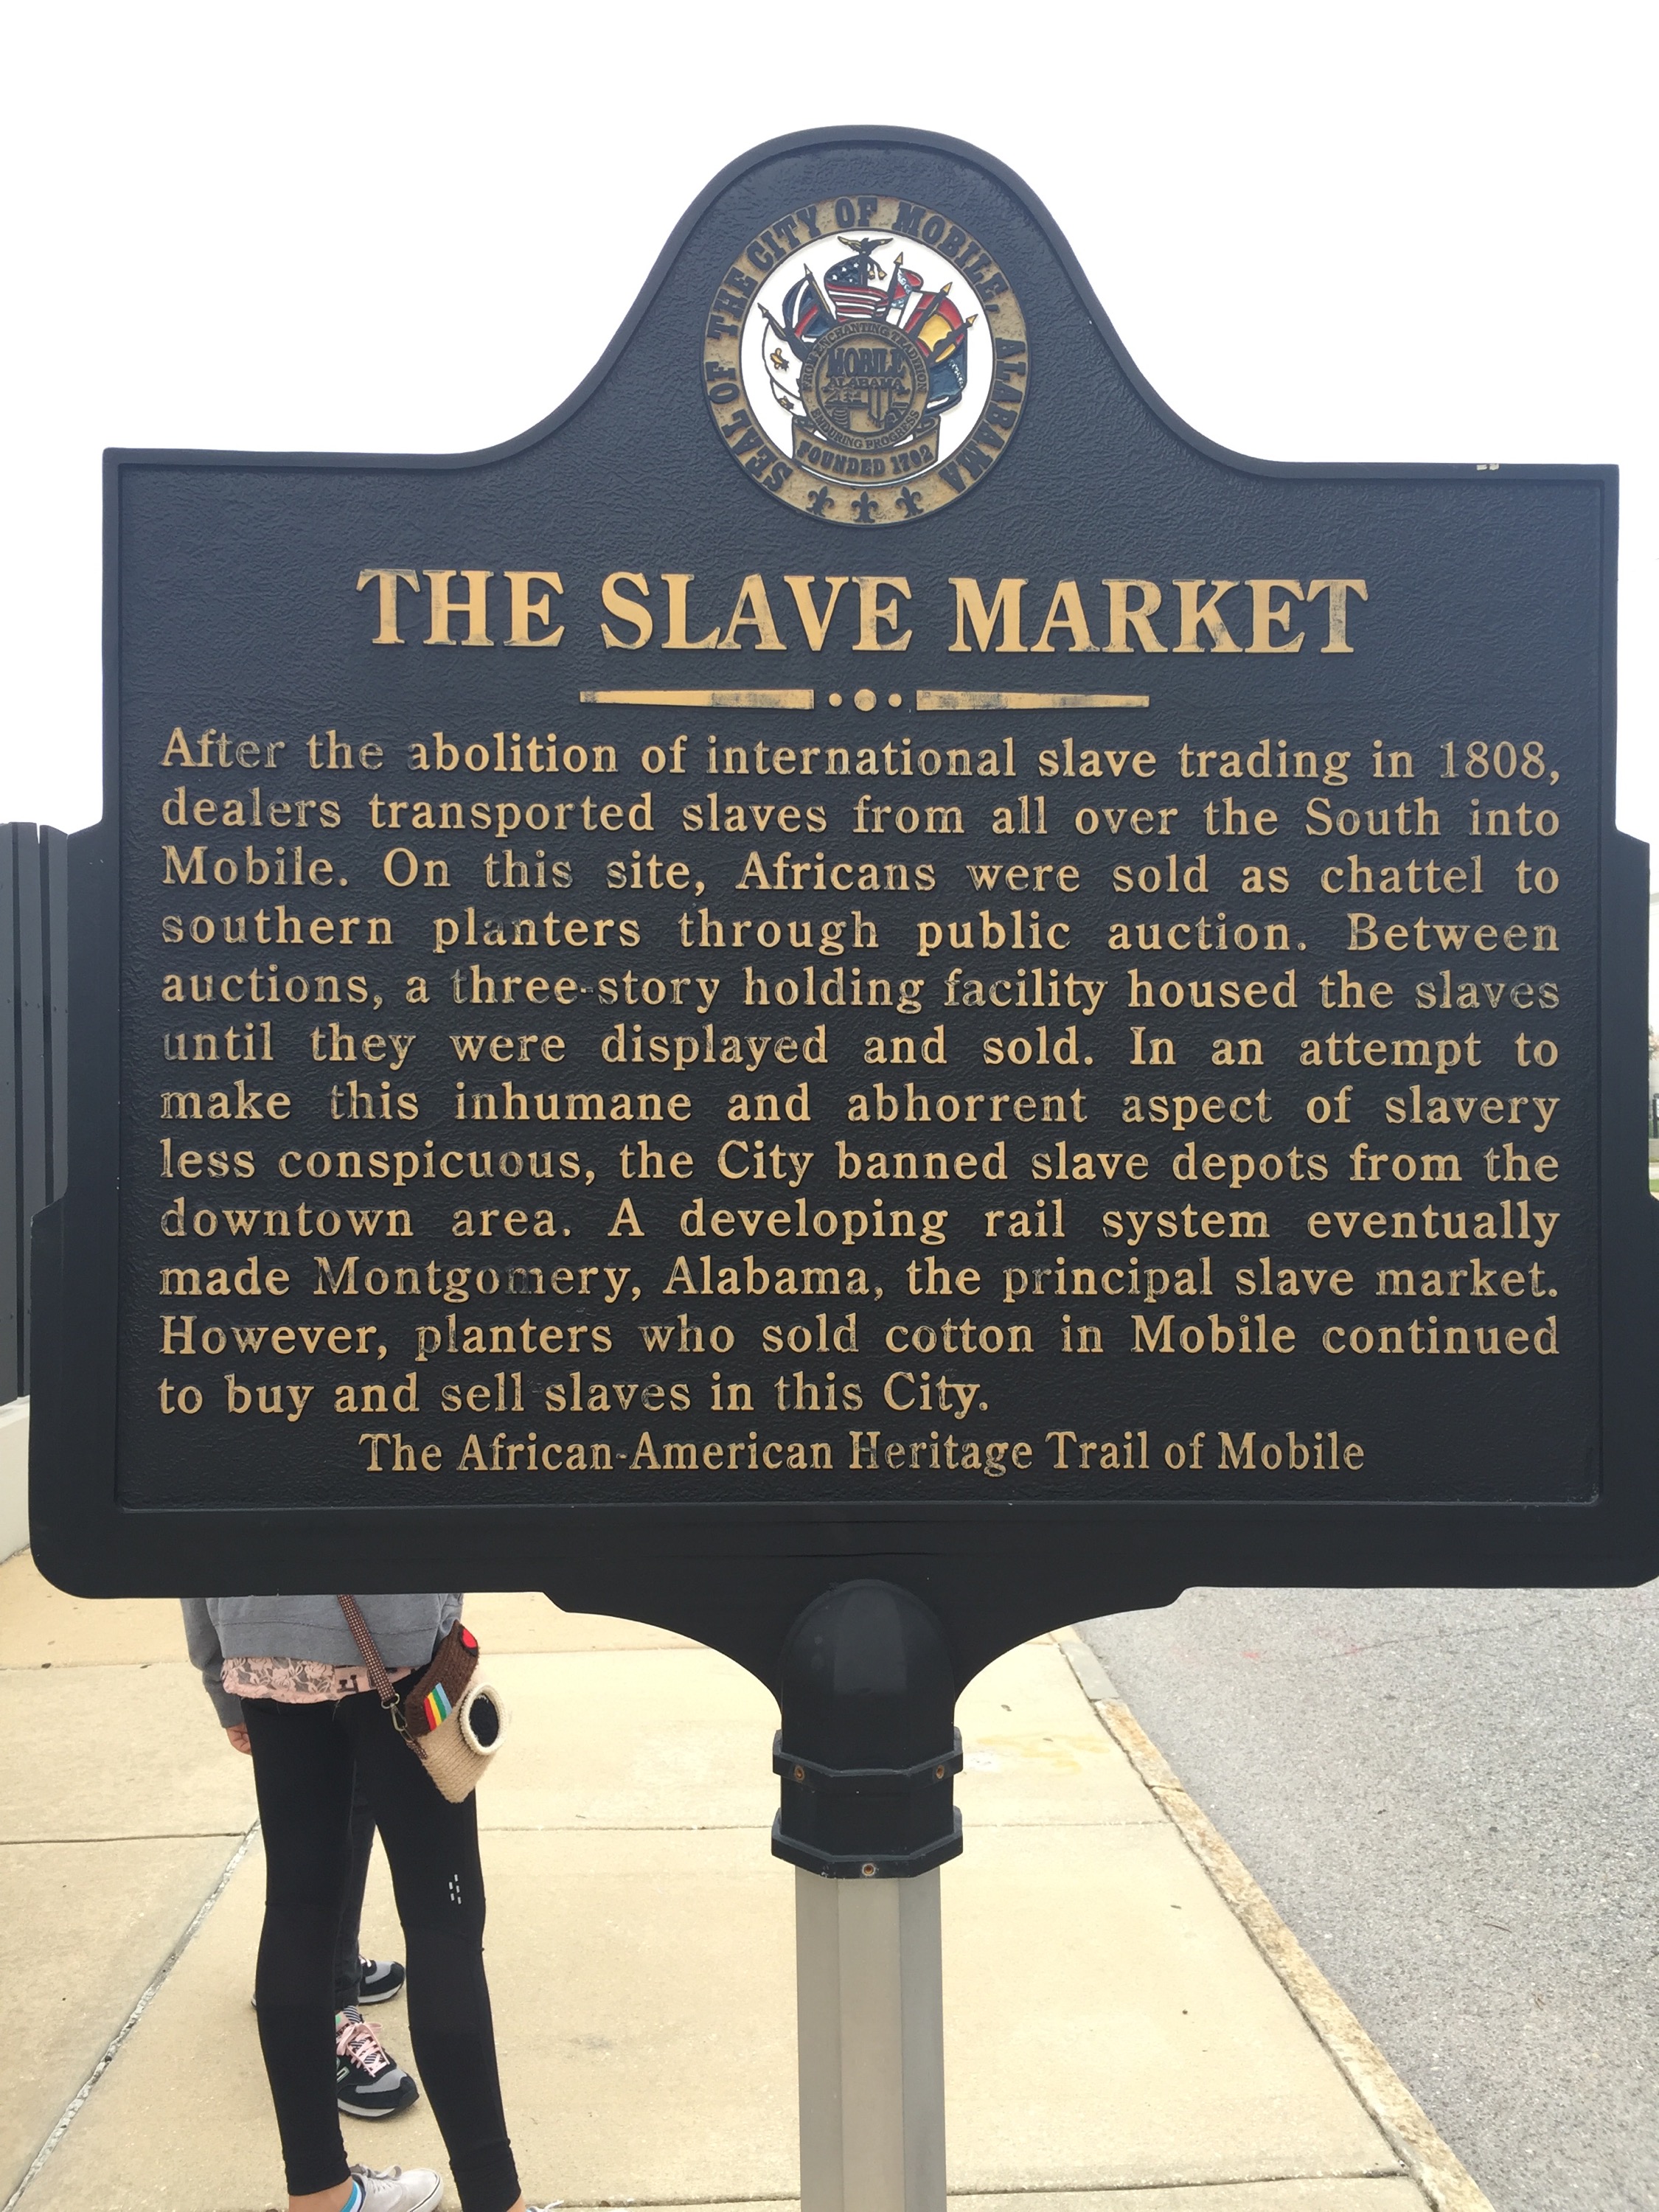 SEAL OF THE CITY OF MOBILE, ALABAMA
FROM ENCHANTING TRADITION
MOBILE
ALABAMA
ENDURING PROGRESS
FOUNDED 1702
THE SLAVE MARKET
After the abolition of international slave trading in 1808,
dealers transported slaves from all over the South into
Mobile. On this site, Africans were sold as chattel to
southern planters through public auction. Between
auctions, a three-story holding facility housed the slaves
until they were displayed and sold. In an attempt to
make this inhumane and abhorrent aspect of slavery
less conspicuous, the City banned slave depots from the
downtown area. A developing rail system eventually
made Montgomery, Alabama, the principal slave market.
However, planters who sold cotton in Mobile continued
to buy and sell slaves in this City.
The African-American Heritage Trail of Mobile